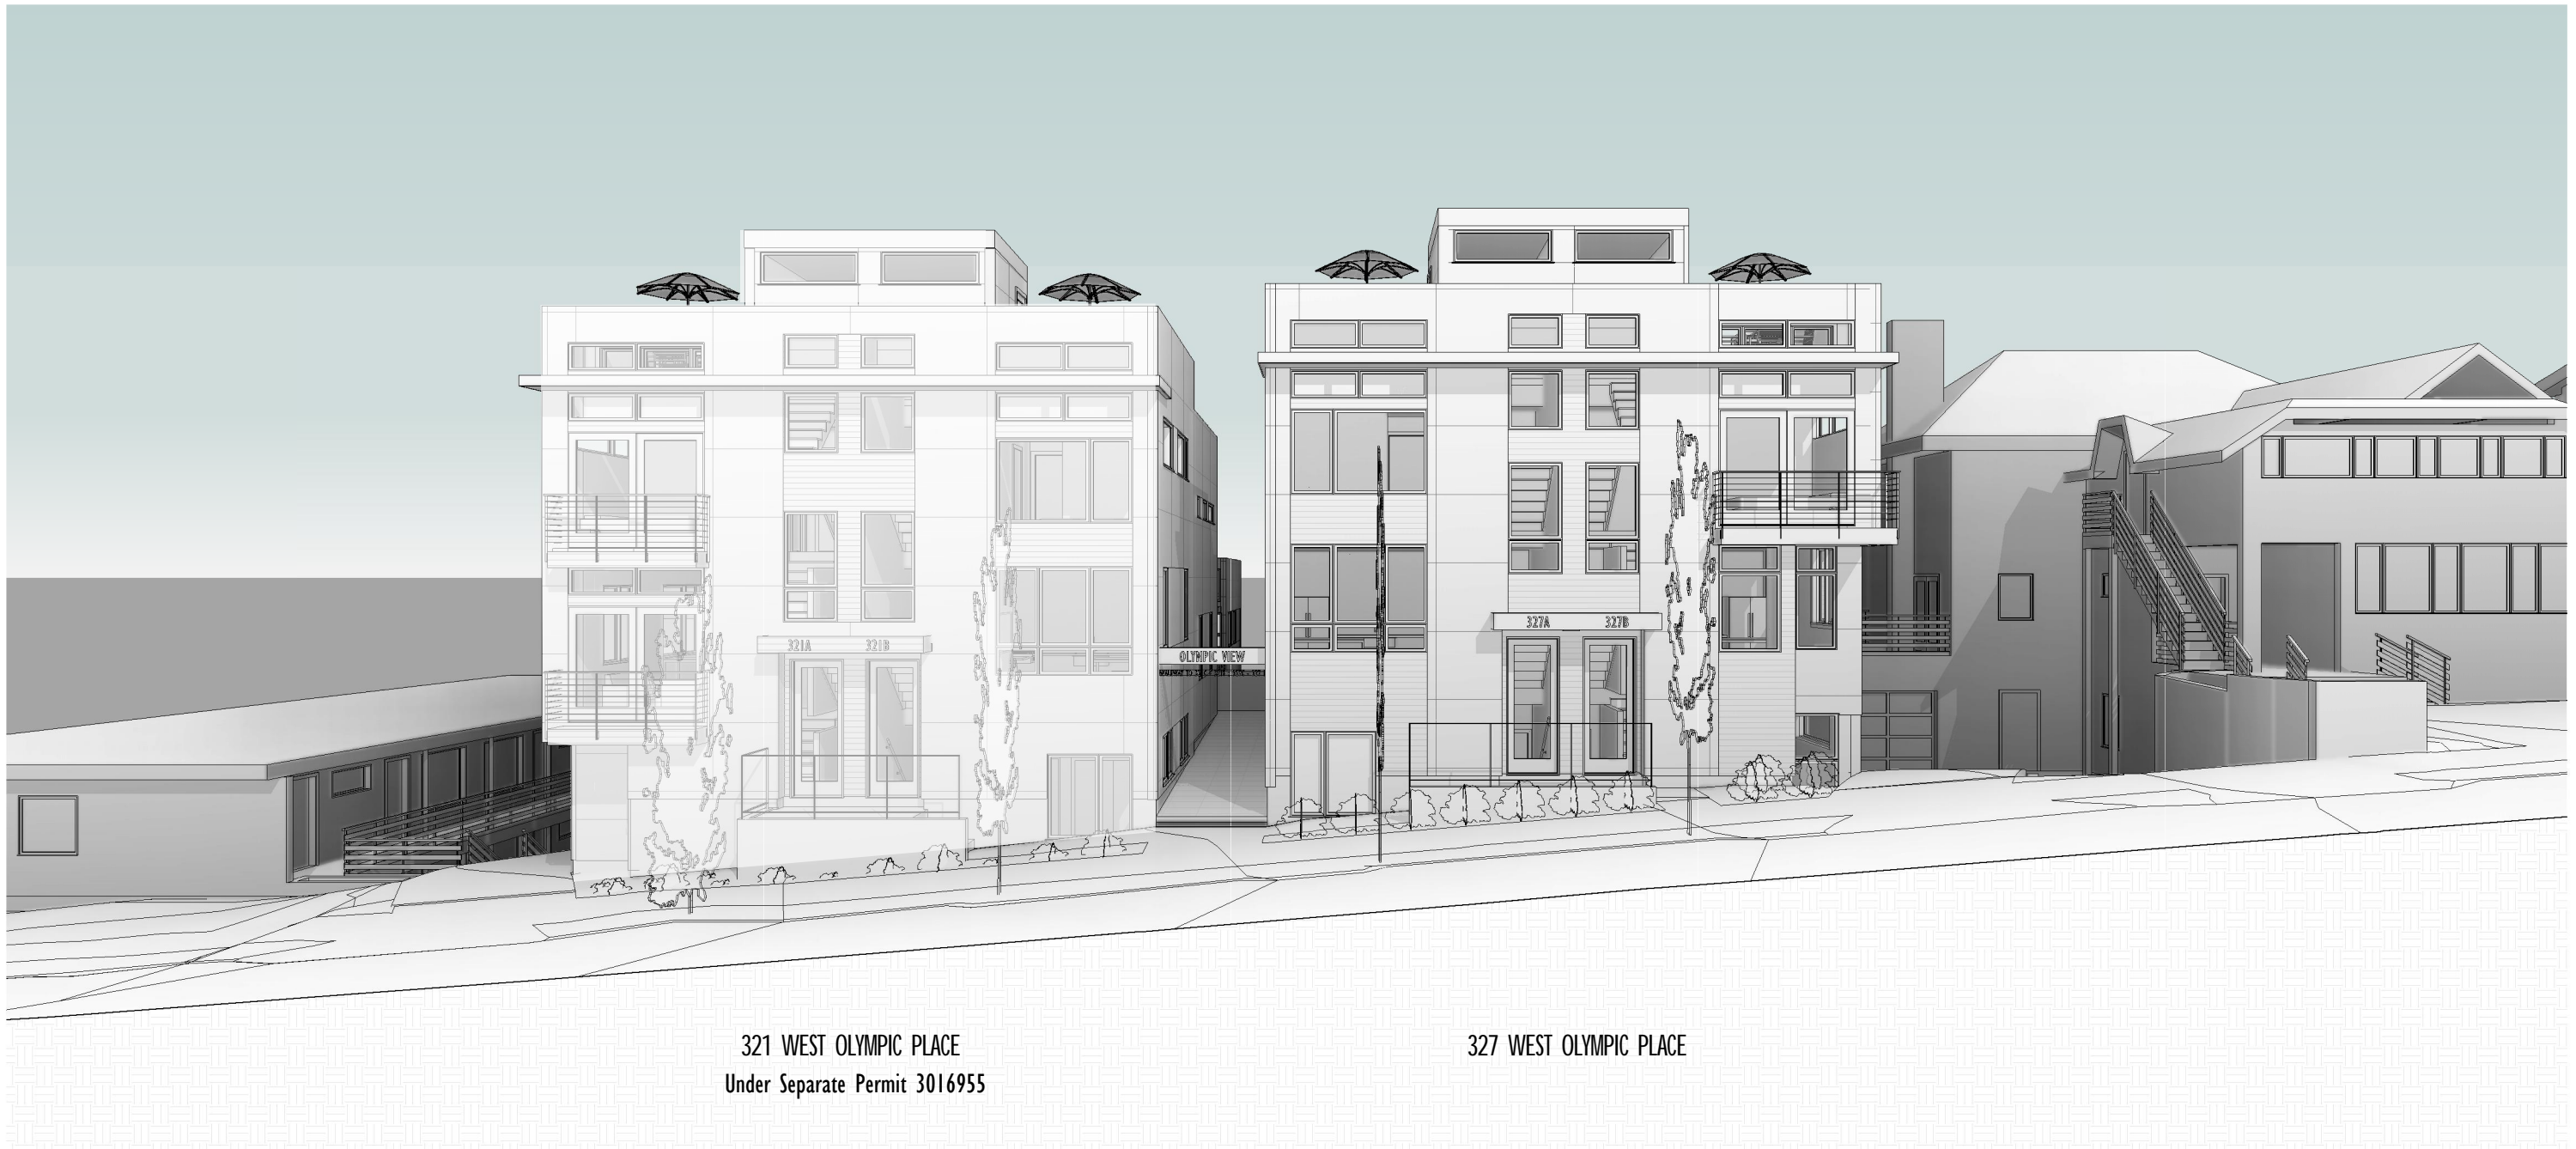 321A 321B
OLYMPIC VIEW
327A 327B
321 WEST OLYMPIC PLACE
Under Separate Permit 3016955
327 WEST OLYMPIC PLACE